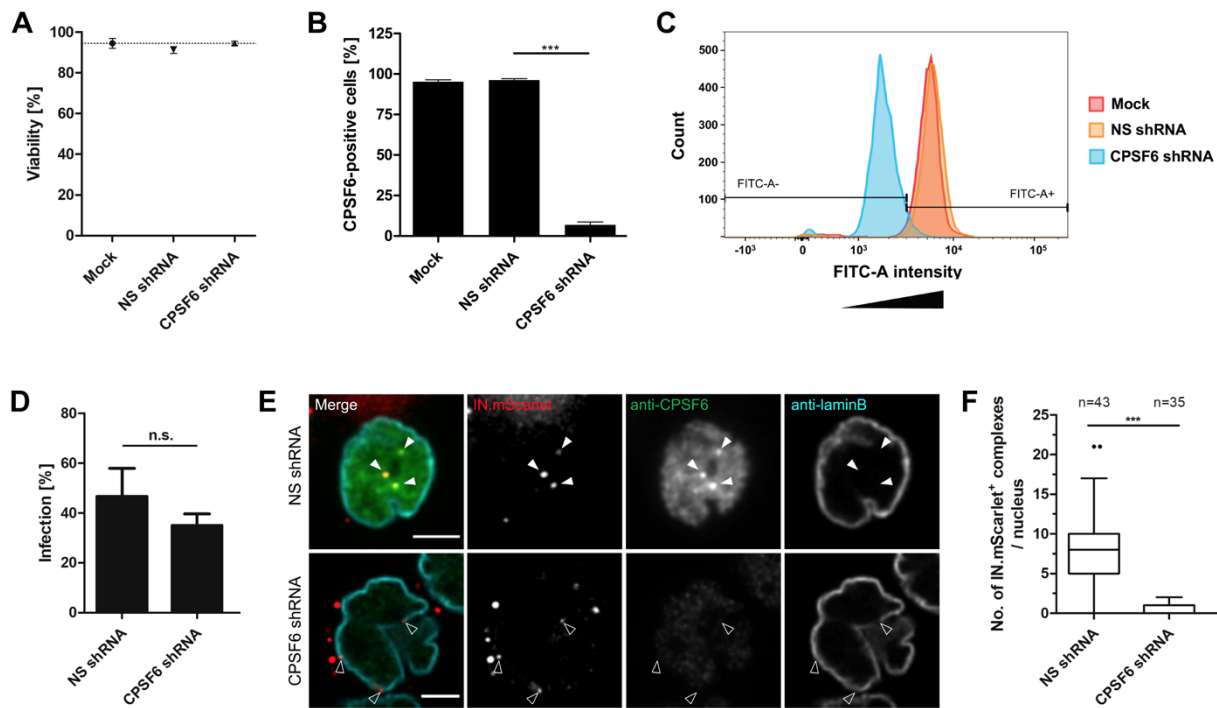 A
Viability [%]
100
80
60
40
20
0
Mock
NS shRNA
CPSF6 shRNA
B
CPSF6-positive cells [%]
125
100
75
50
25
0
***
Mock
NS shRNA
CPSF6 shRNA
C
Count
500
400
300
200
100
FITC-A-
FITC-A+
-10³ 0 10³ 10⁴ 10⁵
FITC-A intensity
Mock
NS shRNA
CPSF6 shRNA
D
Infection [%]
80
60
40
20
0
n.s.
NS shRNA
CPSF6 shRNA
E
Merge IN.mScarlet anti-CPSF6 anti-laminB
NS shRNA
CPSF6 shRNA
F
n=43 n=35
No. of IN.mScarlet⁺ complexes
/ nucleus
25
20
15
10
5
0
***
NS shRNA
CPSF6 shRNA